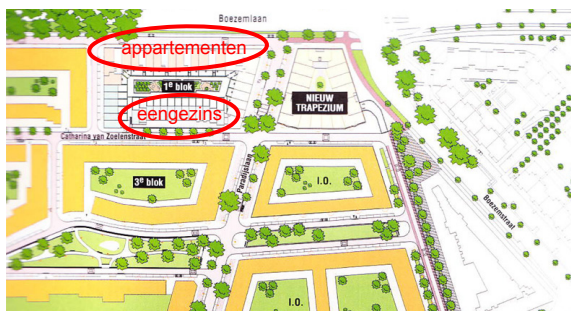 Boezemlaan
appartementen
1e blok
eengezins
NIEUW
TRAPEZIUM
Catharina van Zoelenstraat
3e blok
Paradijslaan
I.O.
Boezemstraat
I.O.